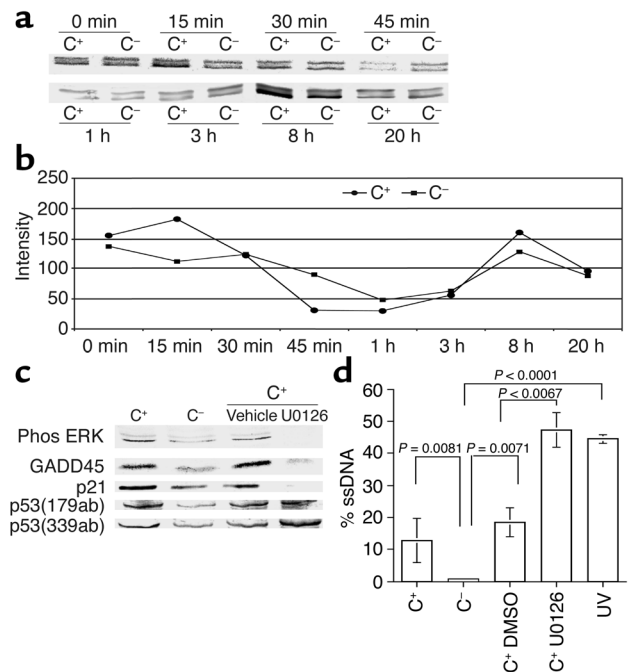 a
0 min 15 min 30 min 45 min
C+ C− C+ C− C+ C− C+ C−
C+ C− C+ C− C+ C− C+ C−
1 h 3 h 8 h 20 h
b
250
200
150
100
50
0
Intensity
C+ C−
0 min 15 min 30 min 45 min 1 h 3 h 8 h 20 h
c
C+
C+ C− Vehicle U0126
Phos ERK
GADD45
p21
p53(179ab)
p53(339ab)
d
P < 0.0001
P < 0.0067
P = 0.0081 P = 0.0071
60
50
40
30
20
10
0
% ssDNA
C+
C−
C+ DMSO
C+ U0126
UV